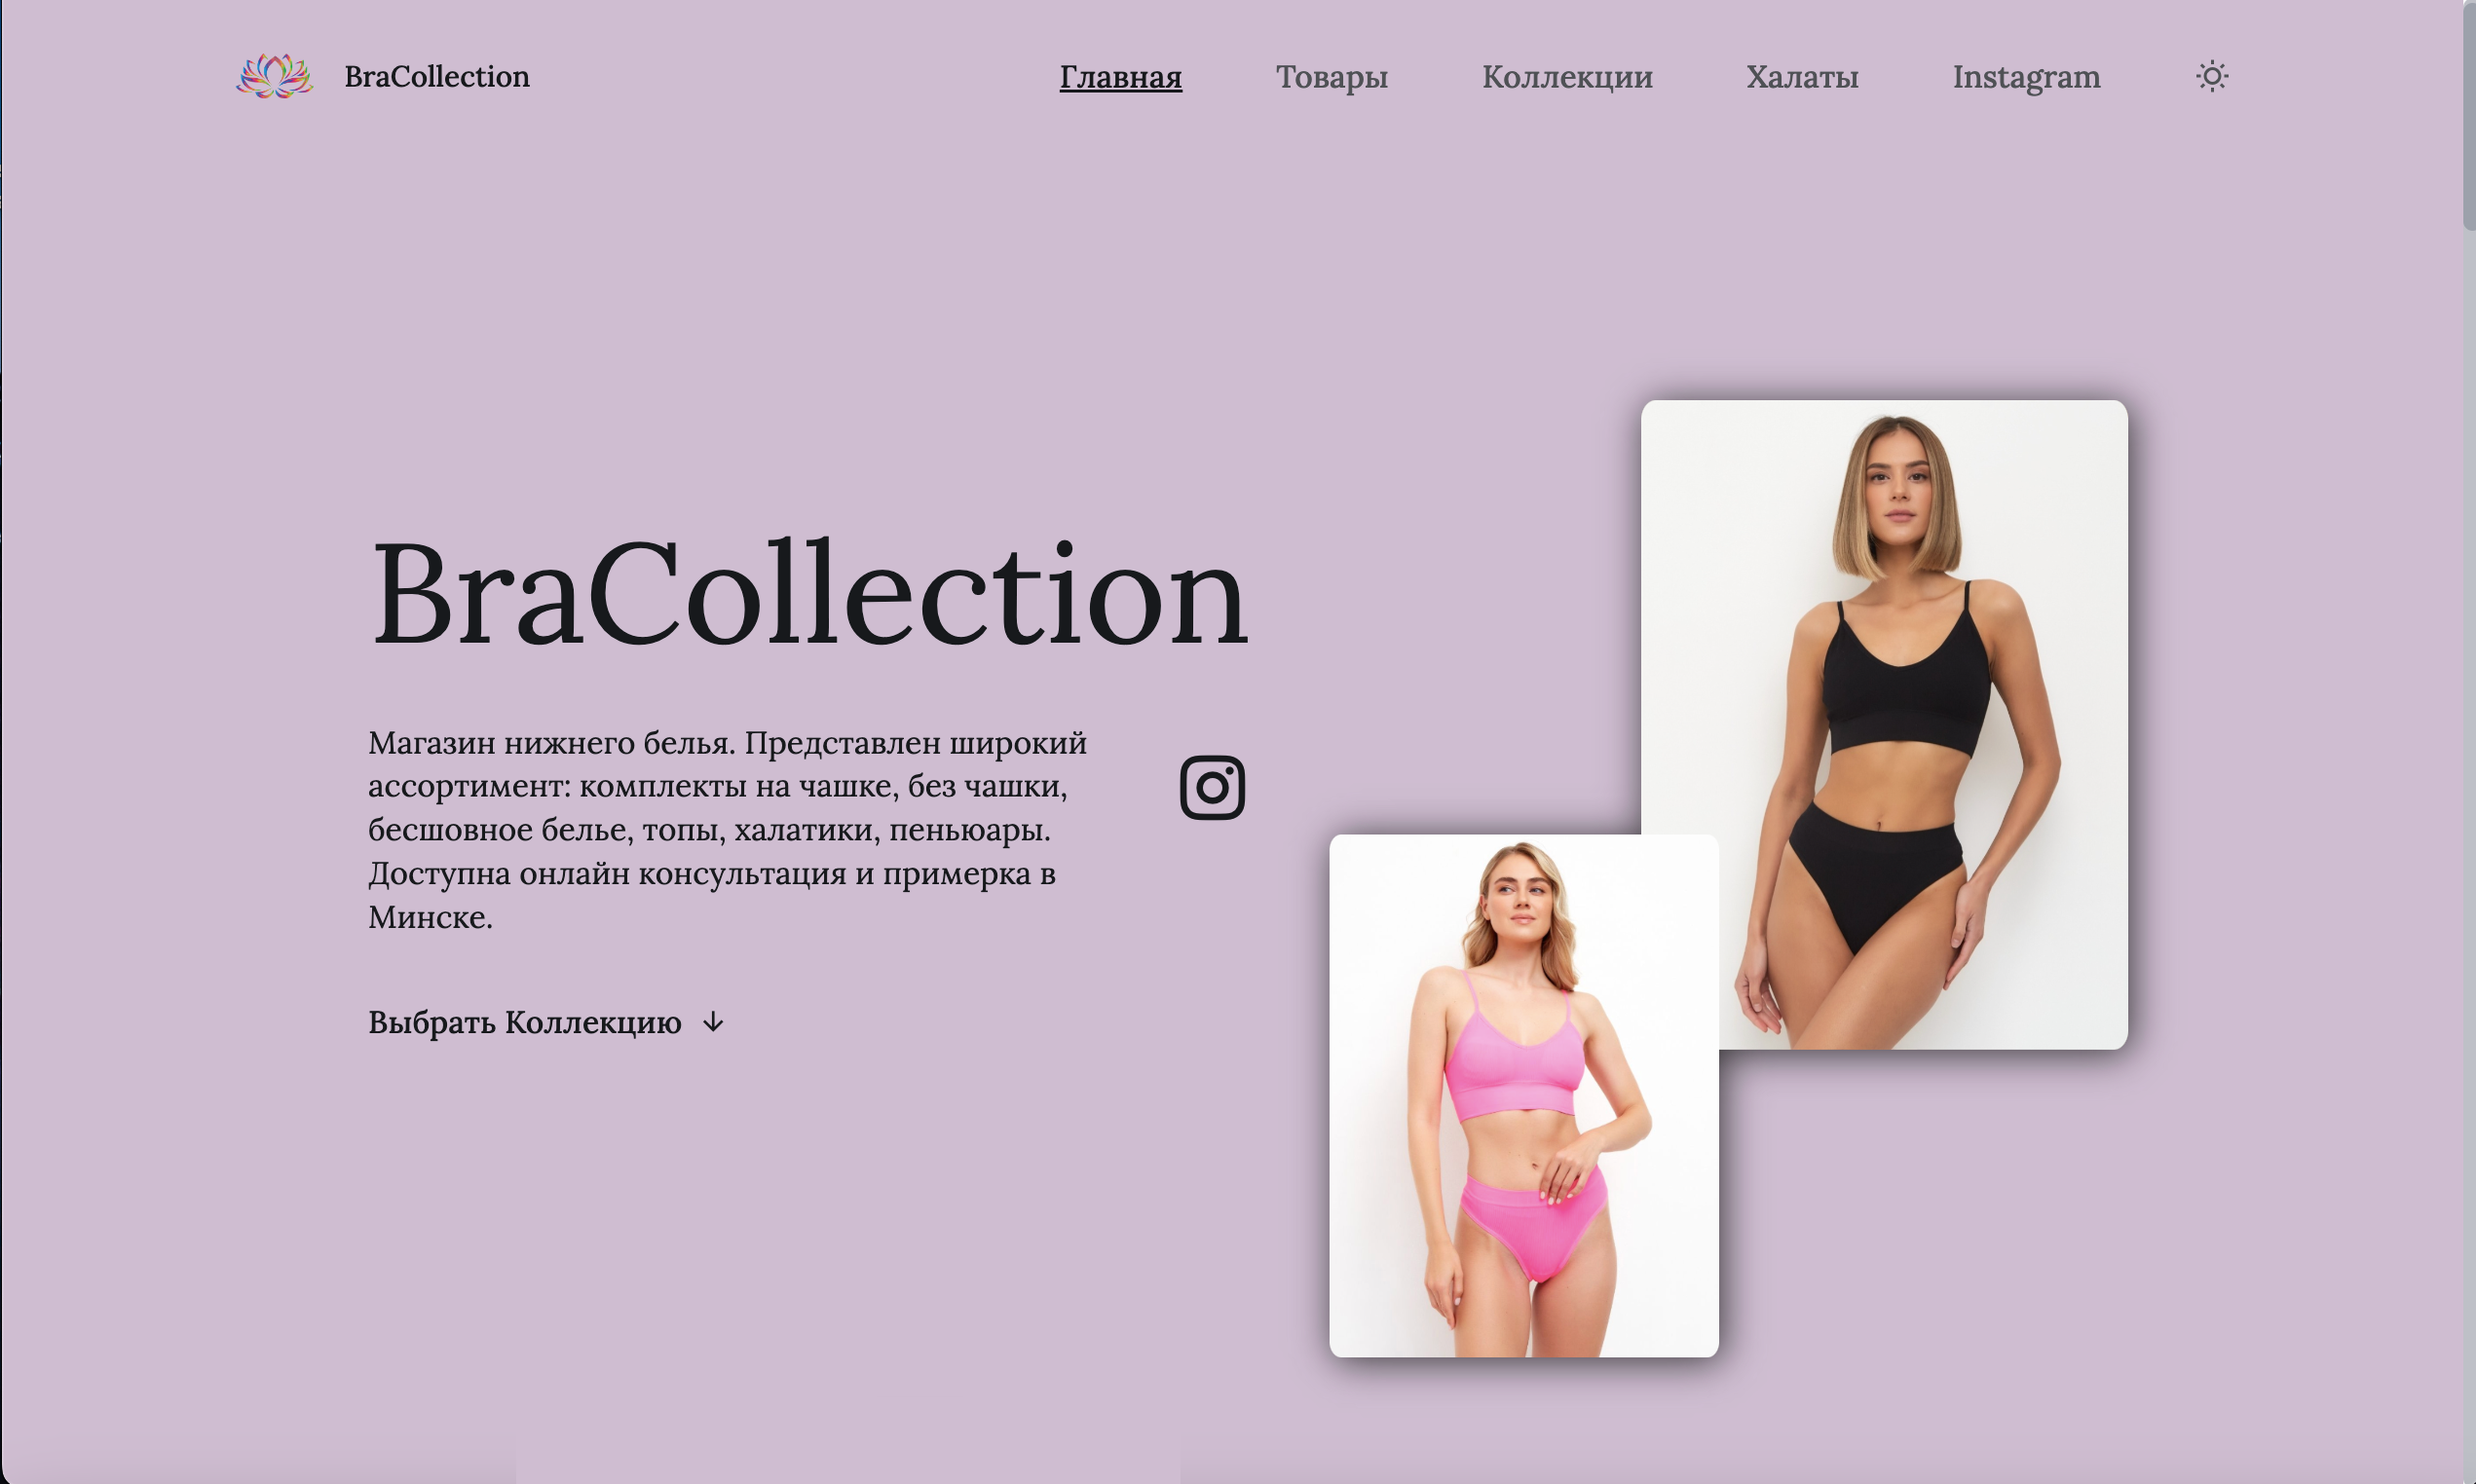 BraCollection
Главная
Товары
Коллекции
Халаты
Instagram
BraCollection
Магазин нижнего белья. Представлен широкий
ассортимент: комплекты на чашке, без чашки,
бесшовное белье, топы, халатики, пеньюары.
Доступна онлайн консультация и примерка в
Минске.
Выбрать Коллекцию